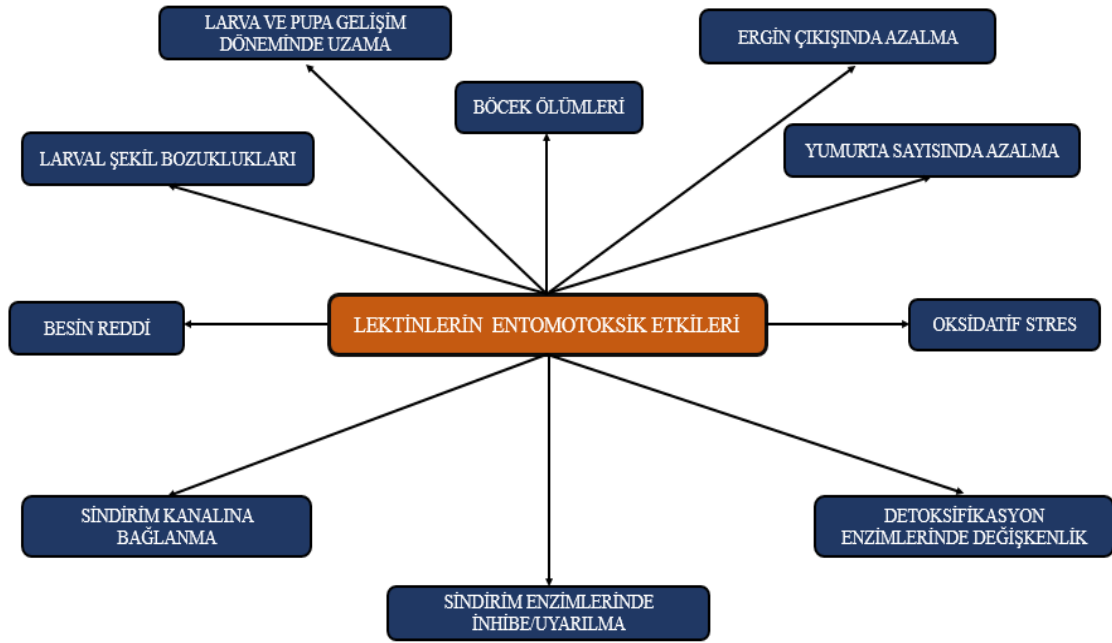 LARVA VE PUPA GELİŞİM
DÖNEMİNDE UZAMA
ERGİN ÇIKIŞINDA AZALMA
BÖCEK ÖLÜMLERİ
LARVAL ŞEKİL BOZUKLUKLARI
YUMURTA SAYISINDA AZALMA
BESİN REDDİ
LEKTİNLERİN ENTOMOTOKSİK ETKİLERİ
OKSİDATİF STRES
SİNDİRİM KANALINA
BAĞLANMA
DETOKSİFİKASYON
ENZİMLERİNDE DEĞİŞKENLİK
SİNDİRİM ENZİMLERİNDE
İNHİBE/UYARILMA